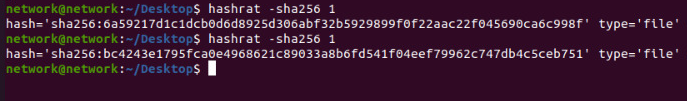 network@network:~/Desktop$ hashrat -sha256 1
hash='sha256:6a59217d1c1dcb0d6d8925d306abf32b5929899f0f22aac22f045690ca6c998f' type='file'
network@network:~/Desktop$ hashrat -sha256 1
hash='sha256:bc4243e1795fca0e4968621c89033a8b6fd541f04eef79962c747db4c5ceb751' type='file'
network@network:~/Desktop$